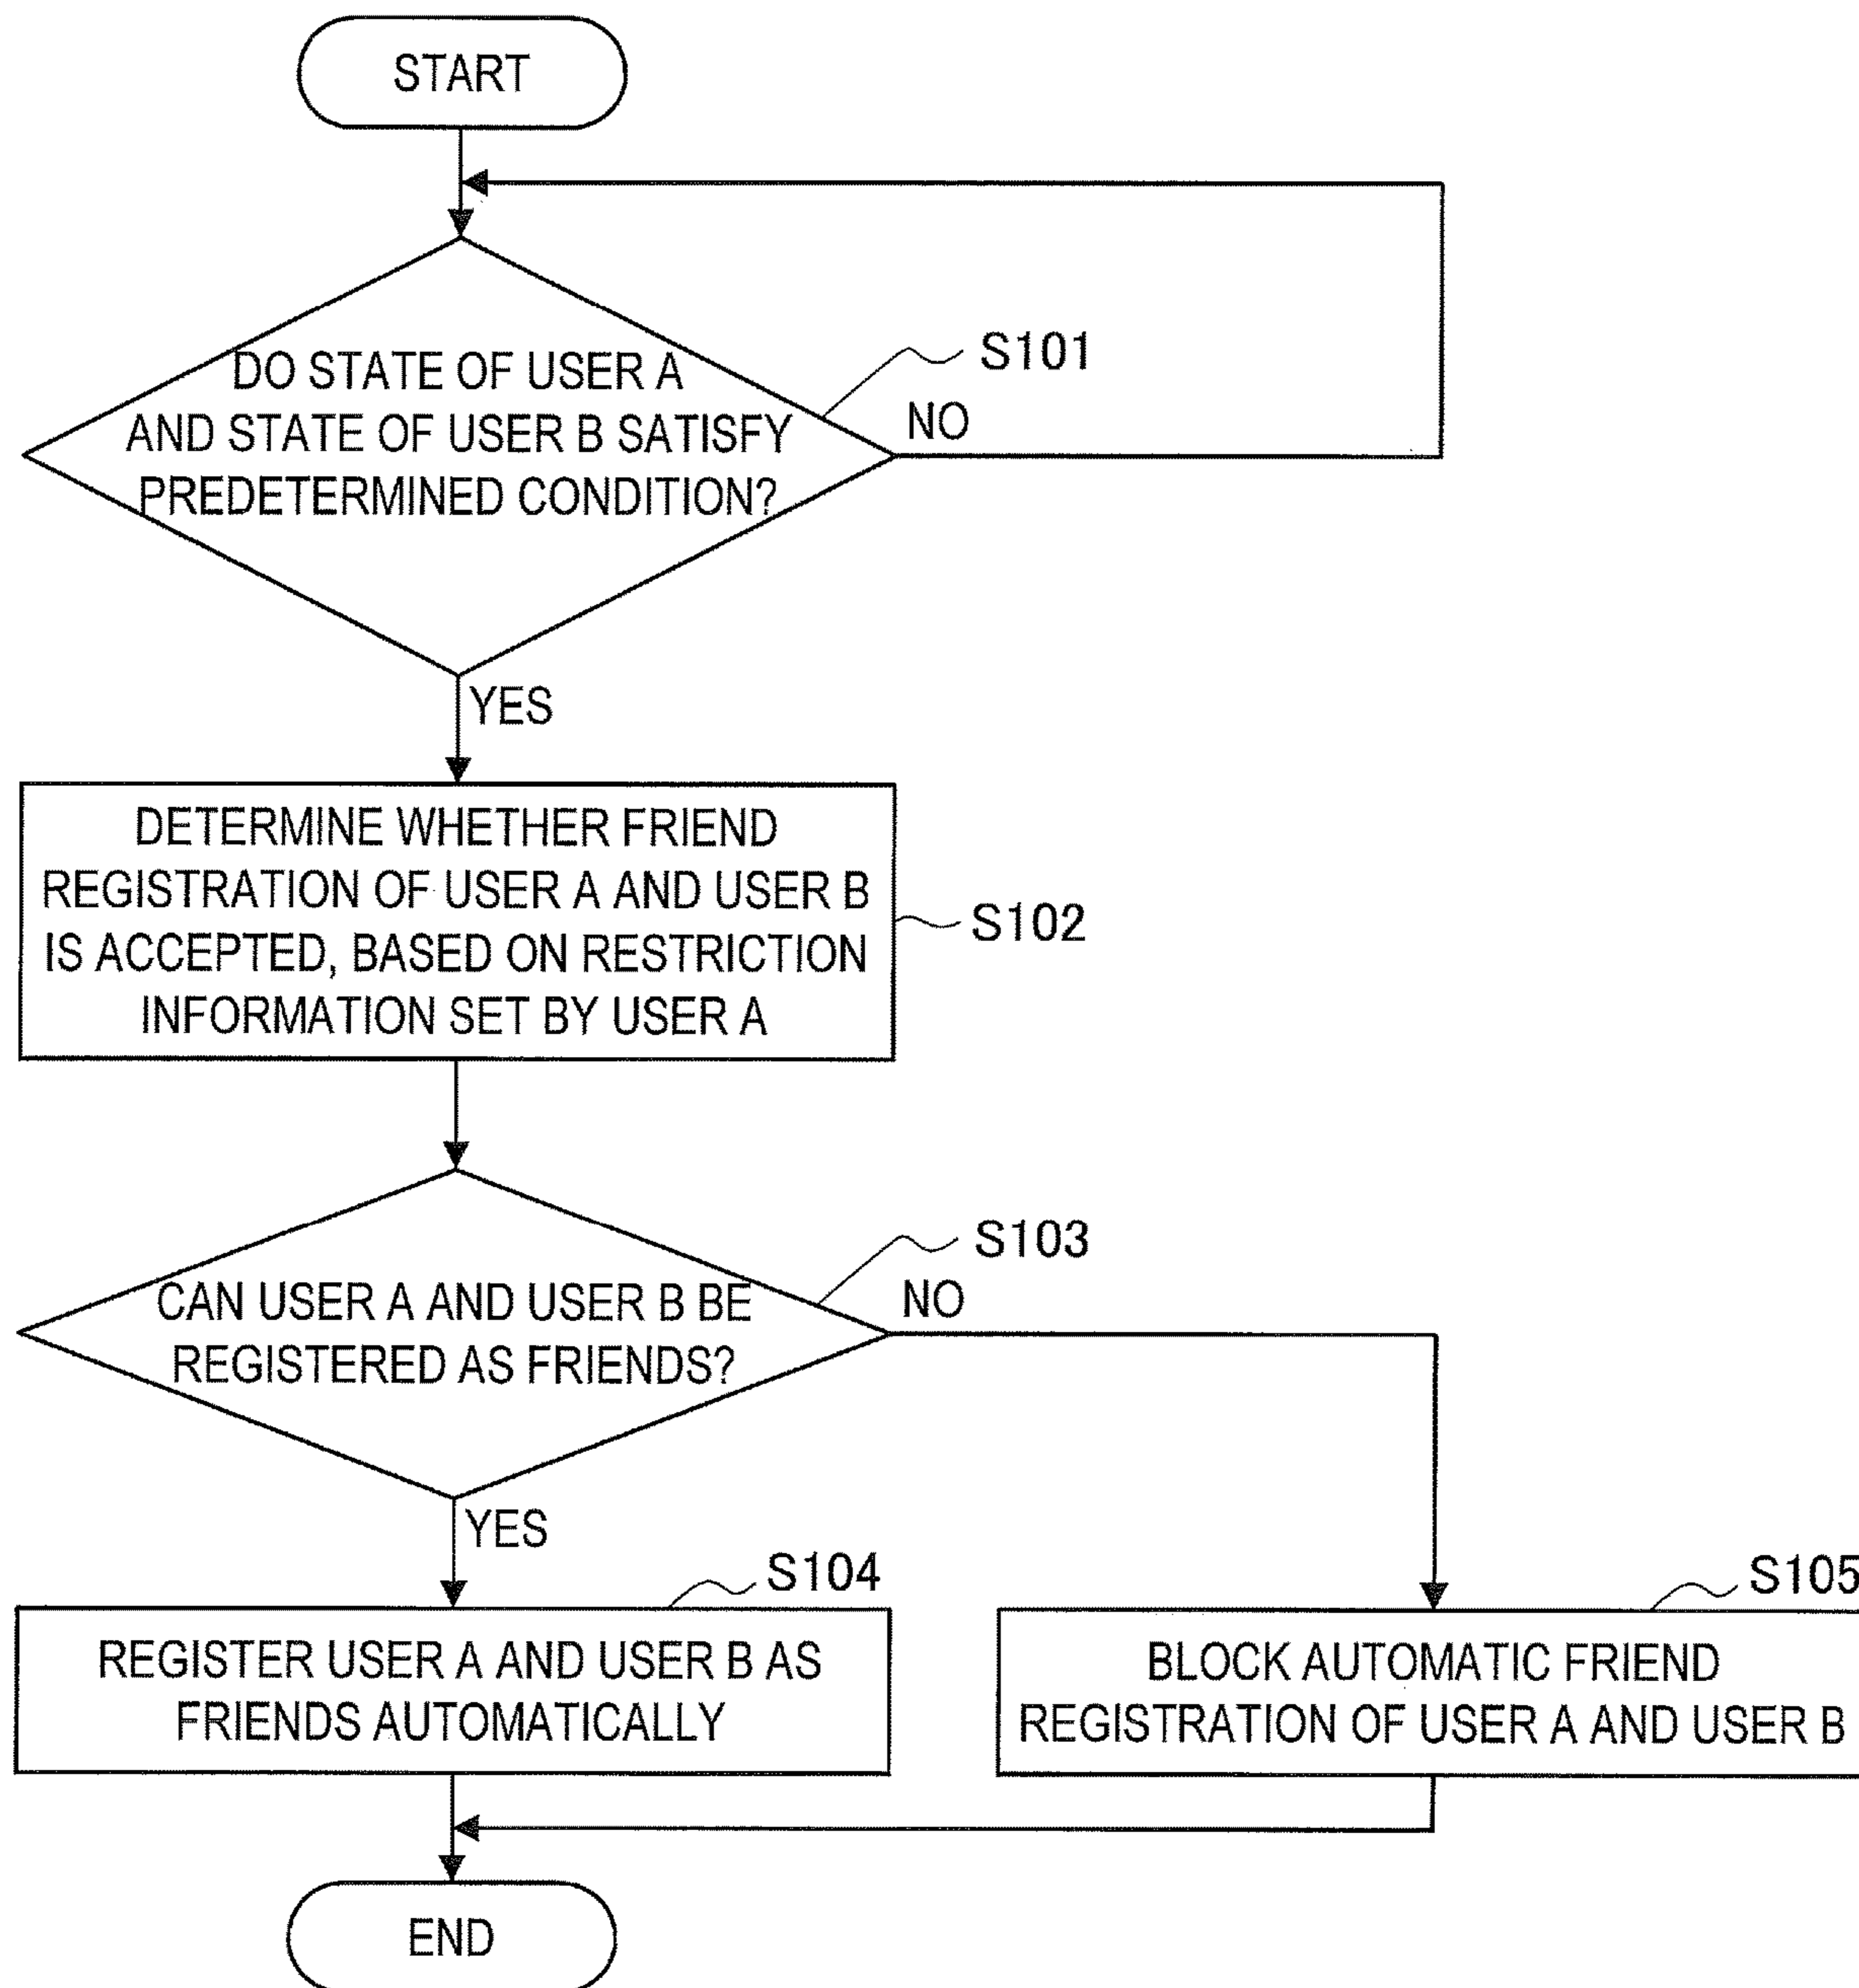 START
DO STATE OF USER A
AND STATE OF USER B SATISFY
PREDETERMINED CONDITION?
S101
NO
YES
DETERMINE WHETHER FRIEND
REGISTRATION OF USER A AND USER B
IS ACCEPTED, BASED ON RESTRICTION
INFORMATION SET BY USER A
S102
CAN USER A AND USER B BE
REGISTERED AS FRIENDS?
S103
NO
YES
S104
REGISTER USER A AND USER B AS
FRIENDS AUTOMATICALLY
S105
BLOCK AUTOMATIC FRIEND
REGISTRATION OF USER A AND USER B
END